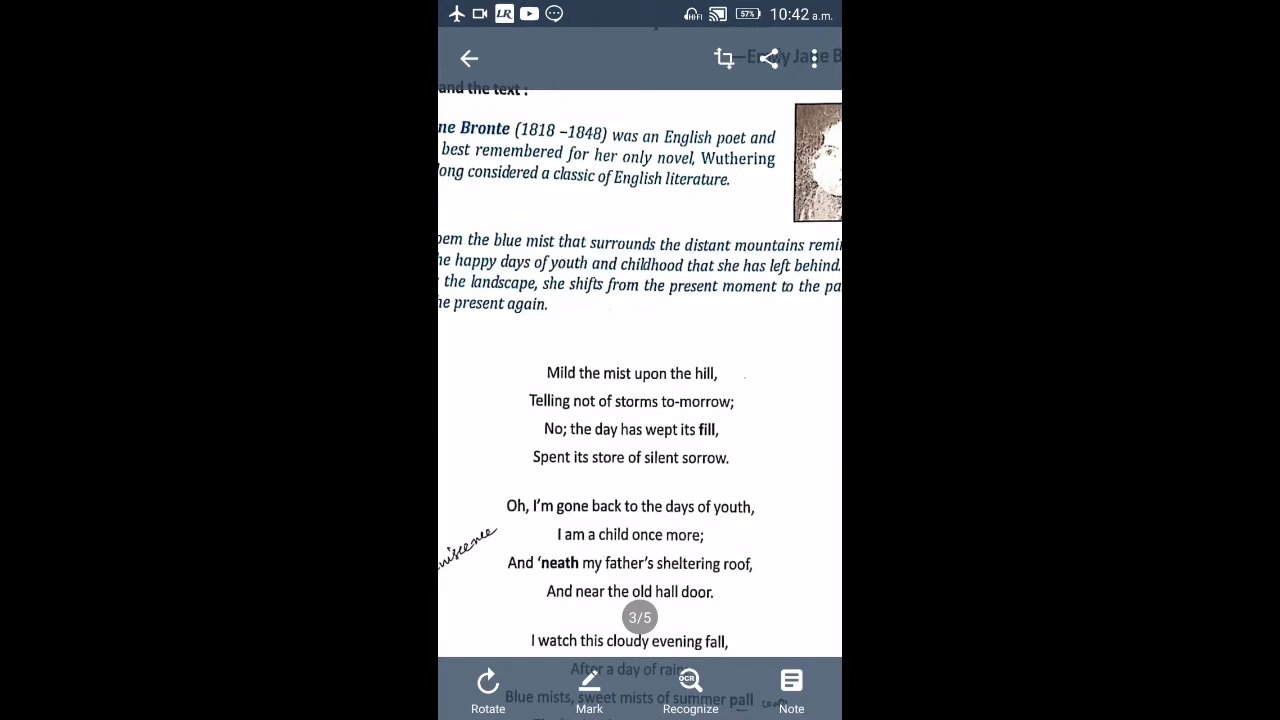 LR
HiFi
57%
10:42 a.m.
—Emily Jane B
and the text :
ne Bronte (1818 –1848) was an English poet and
best remembered for her only novel, Wuthering
long considered a classic of English literature.
oem the blue mist that surrounds the distant mountains remi
he happy days of youth and childhood that she has left behind.
the landscape, she shifts from the present moment to the pa
he present again.
Mild the mist upon the hill,
Telling not of storms to-morrow;
No; the day has wept its fill,
Spent its store of silent sorrow.
Oh, I'm gone back to the days of youth,
I am a child once more;
niscence
And 'neath my father's sheltering roof,
And near the old hall door.
3/5
I watch this cloudy evening fall,
After a day of rain
Blue mists, sweet mists of summer pall
OCR
Rotate
Mark
Recognize
Note